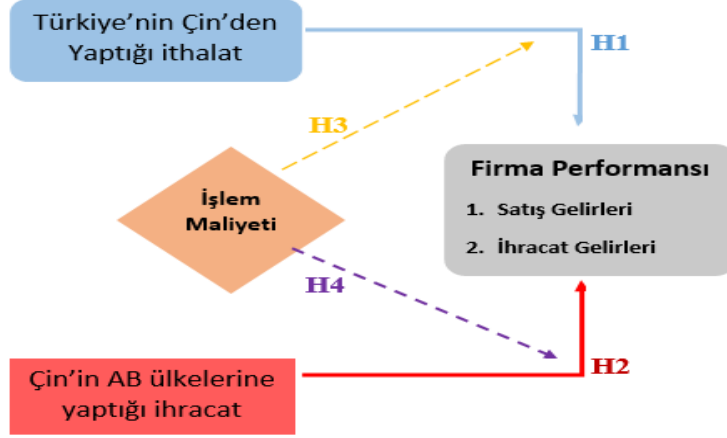 Türkiye’nin Çin’den
Yaptığı ithalat
H1
H3
Firma Performansı
1. Satış Gelirleri
2. İhracat Gelirleri
İşlem
Maliyeti
H4
H2
Çin’in AB ülkelerine
yaptığı ihracat